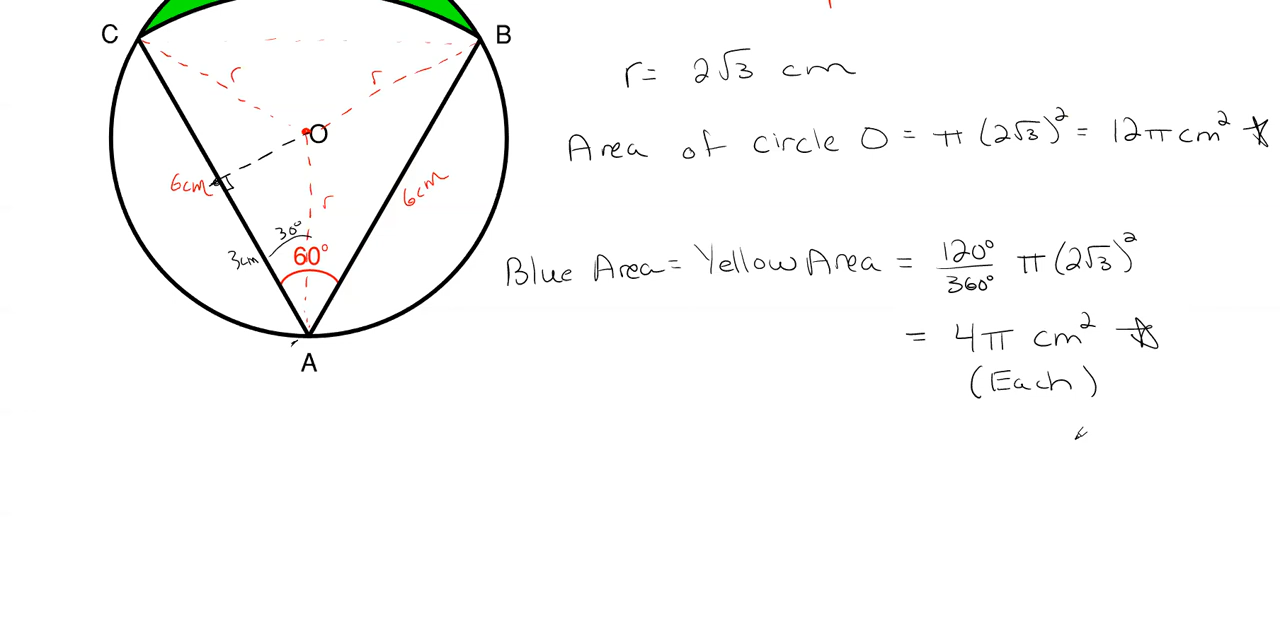 C
B
r
r
r = 2√3 cm
O
Area of circle O = π (2√3)² = 12π cm² ☆
6cm
6cm
r
30°
3cm
60°
Blue Area = Yellow Area = 120°/360° π (2√3)²
= 4π cm² ☆
A
(Each)